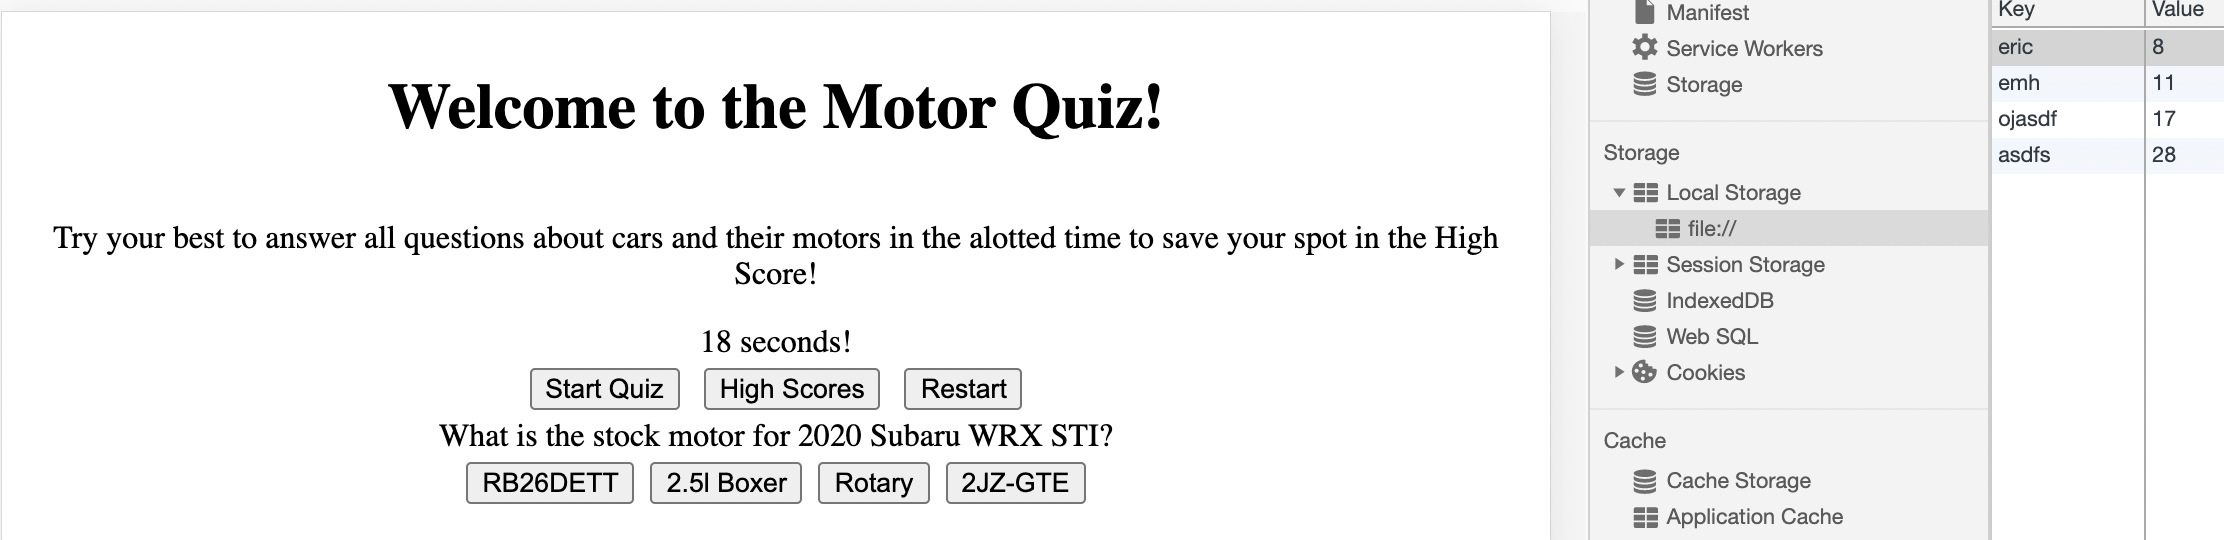 Welcome to the Motor Quiz!
Try your best to answer all questions about cars and their motors in the alotted time to save your spot in the High
Score!
18 seconds!
Start Quiz High Scores Restart
What is the stock motor for 2020 Subaru WRX STI?
RB26DETT 2.5l Boxer Rotary 2JZ-GTE
Manifest
Service Workers
Storage
Storage
Local Storage
file://
Session Storage
IndexedDB
Web SQL
Cookies
Cache
Cache Storage
Application Cache
Key Value
eric 8
emh 11
ojasdf 17
asdfs 28